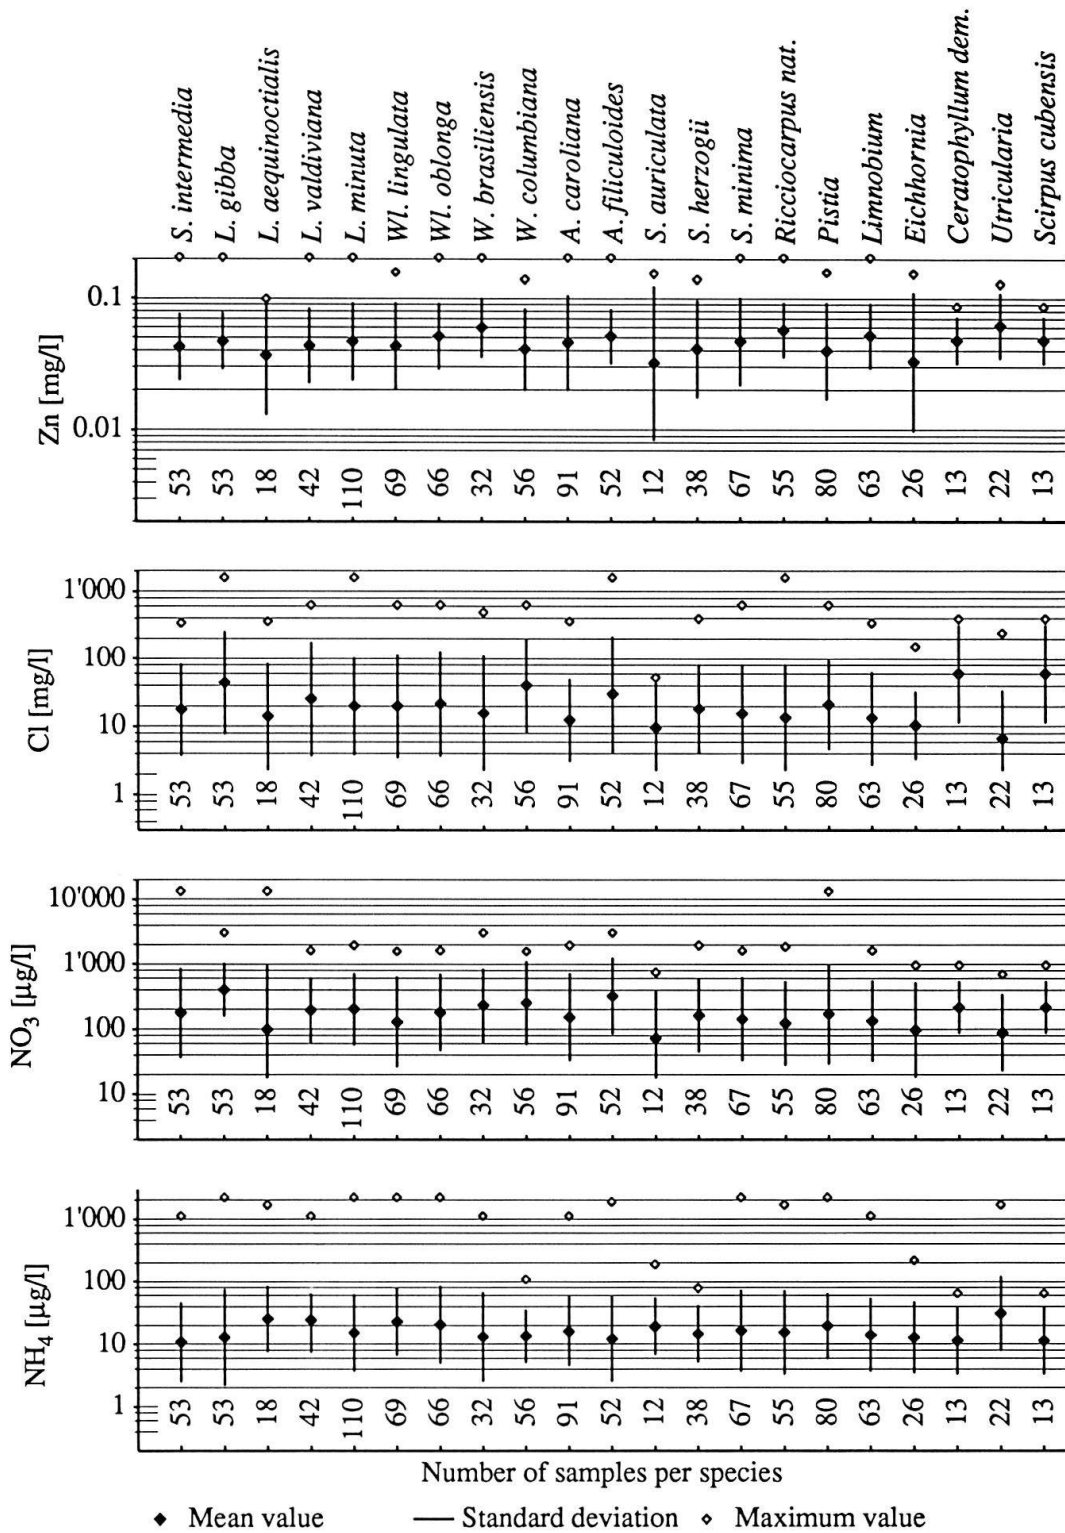 S. intermedia
L. gibba
L. aequinoctialis
L. valdiviana
L. minuta
Wl. lingulata
Wl. oblonga
W. brasiliensis
W. columbiana
A. caroliana
A. filiculoides
S. auriculata
S. herzogii
S. minima
Ricciocarpus nat.
Pistia
Limnobium
Eichhornia
Ceratophyllum dem.
Utricularia
Scirpus cubensis
Zn [mg/l]
0.1
0.01
53 53 18 42 110 69 66 32 56 91 52 12 38 67 55 80 63 26 13 22 13
Cl [mg/l]
1'000
100
10
1
53 53 18 42 110 69 66 32 56 91 52 12 38 67 55 80 63 26 13 22 13
NO3 [µg/l]
10'000
1'000
100
10
53 53 18 42 110 69 66 32 56 91 52 12 38 67 55 80 63 26 13 22 13
NH4 [µg/l]
1'000
100
10
1
53 53 18 42 110 69 66 32 56 91 52 12 38 67 55 80 63 26 13 22 13
Number of samples per species
Mean value
Standard deviation
Maximum value